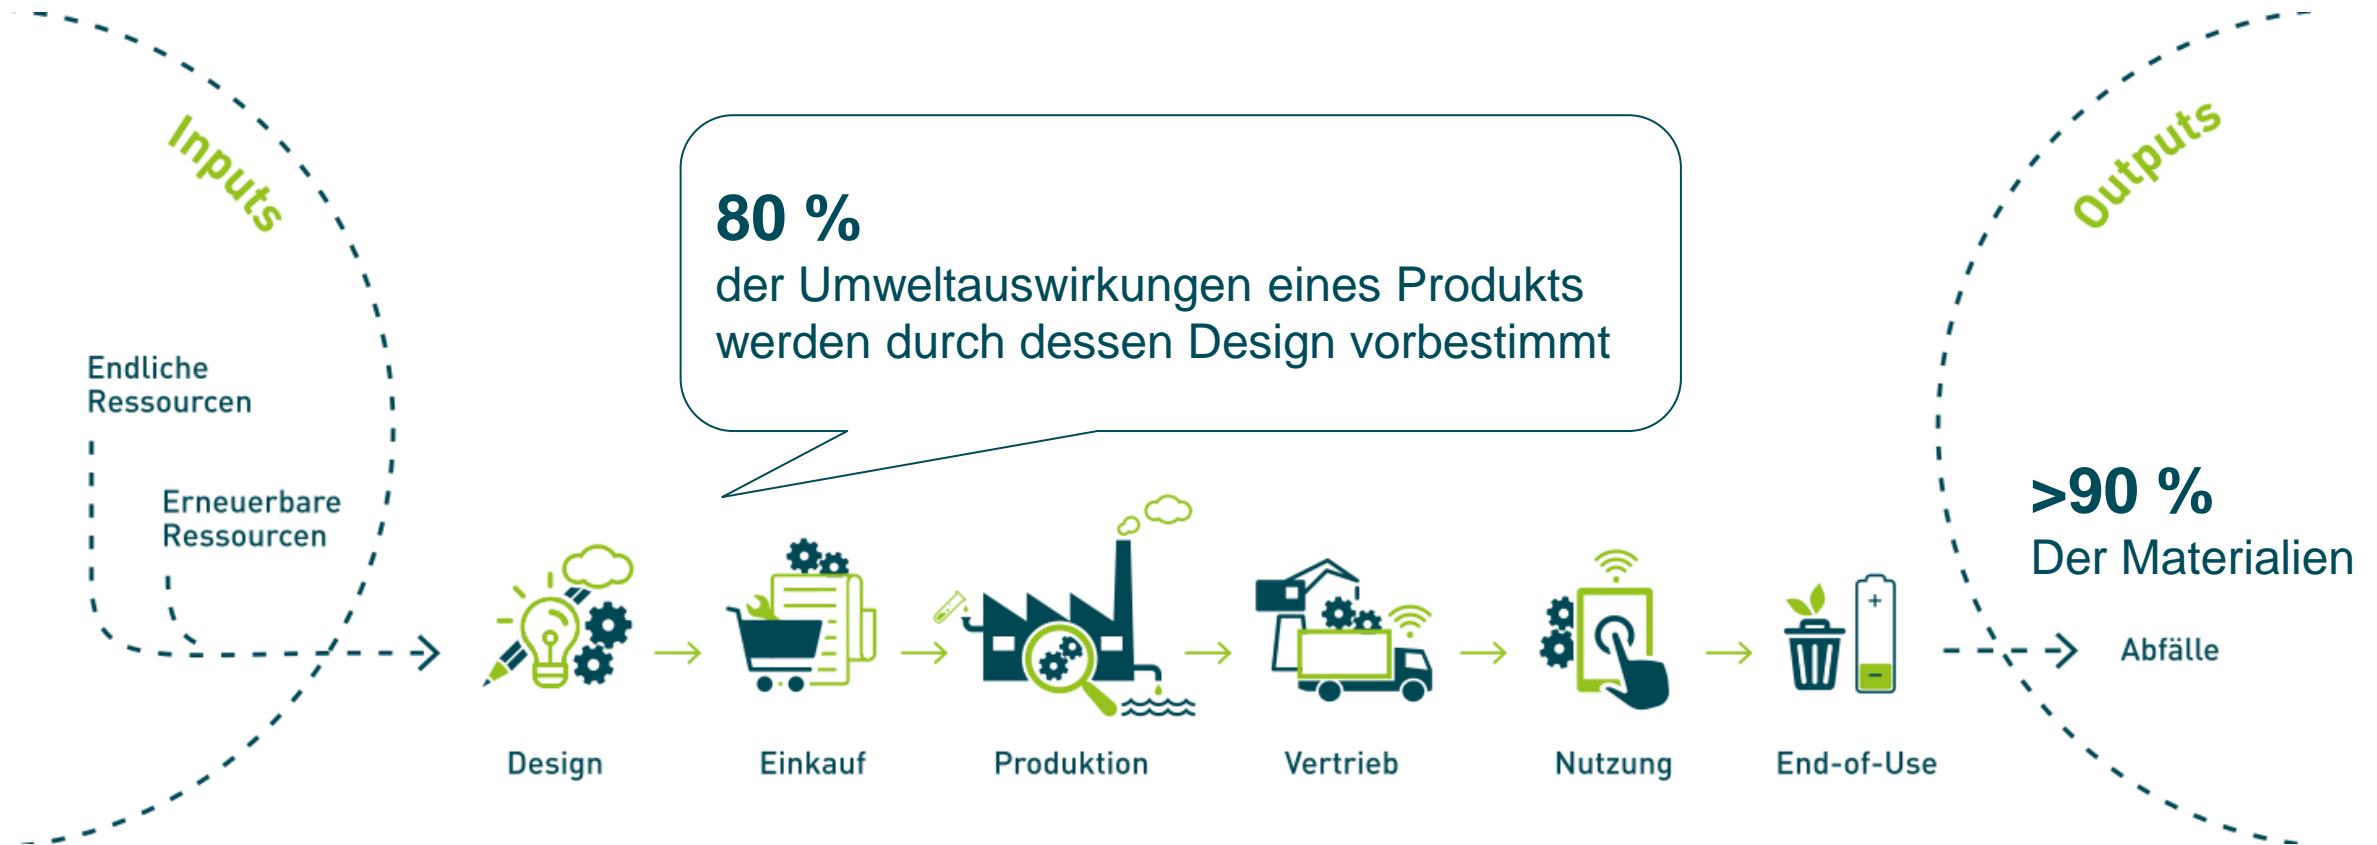 Inputs
Outputs
80 %
der Umweltauswirkungen eines Produkts
werden durch dessen Design vorbestimmt
Endliche
Ressourcen
Erneuerbare
Ressourcen
>90 %
Der Materialien
Abfälle
+
-
Design
Einkauf
Produktion
Vertrieb
Nutzung
End-of-Use